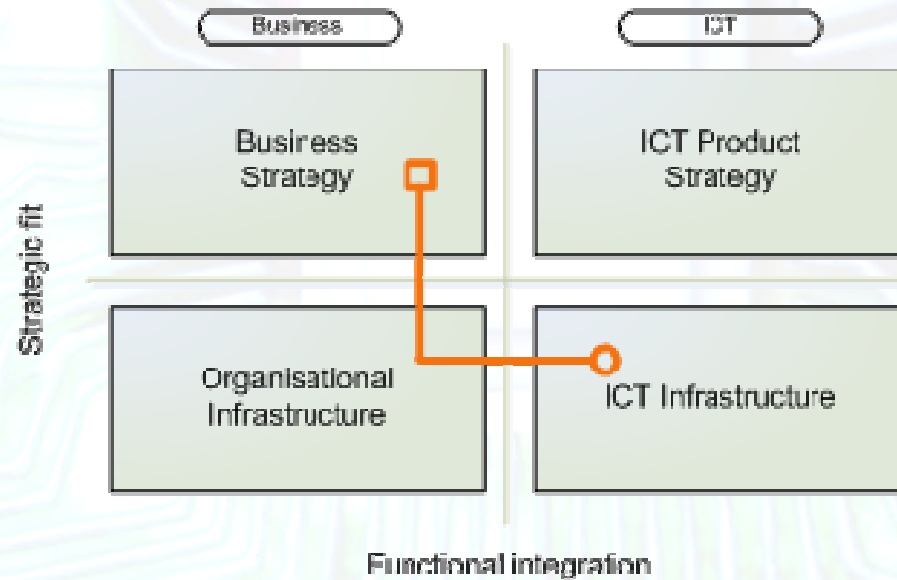 Business
ICT
Business
Strategy
ICT Product
Strategy
Strategic fit
Organisational
Infrastructure
ICT Infrastructure
Functional integration